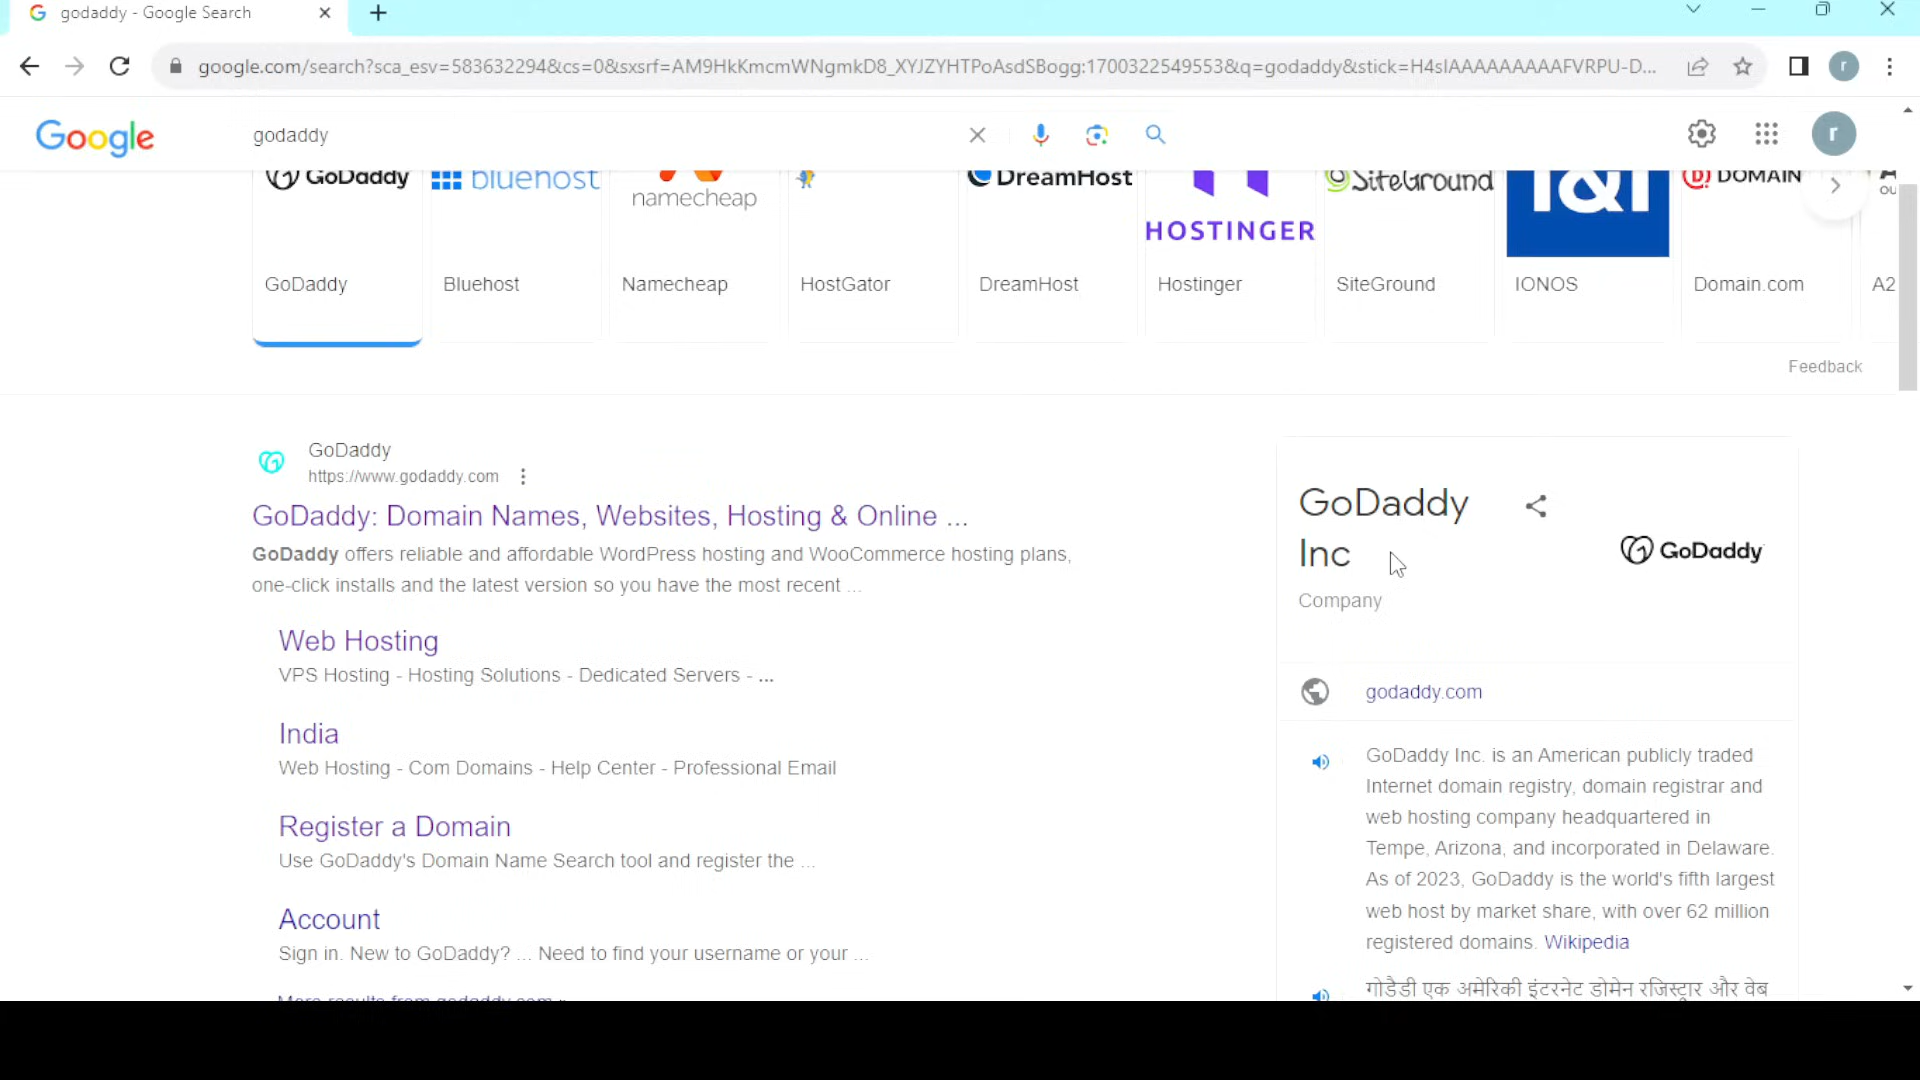 godaddy - Google Search
google.com/search?sca_esv=583632294&cs=0&sxsrf=AM9HkKmcmWNgmkD8_XYJZYHTPoAsdSBogg:1700322549553&q=godaddy&stick=H4sIAAAAAAAAAFVRPU-D...
r
Google
godaddy
r
GoDaddy
bluehost
namecheap
DreamHost
HOSTINGER
SiteGround
1&1
DOMAIN
GoDaddy
Bluehost
Namecheap
HostGator
DreamHost
Hostinger
SiteGround
IONOS
Domain.com
A2
Feedback
GoDaddy
https://www.godaddy.com
GoDaddy: Domain Names, Websites, Hosting & Online ...
GoDaddy offers reliable and affordable WordPress hosting and WooCommerce hosting plans,
one-click installs and the latest version so you have the most recent ...
Web Hosting
VPS Hosting - Hosting Solutions - Dedicated Servers - ...
India
Web Hosting - Com Domains - Help Center - Professional Email
Register a Domain
Use GoDaddy's Domain Name Search tool and register the ...
Account
Sign in. New to GoDaddy? ... Need to find your username or your ...
More results from godaddy.com
GoDaddy
Inc
Company
GoDaddy
godaddy.com
GoDaddy Inc. is an American publicly traded
Internet domain registry, domain registrar and
web hosting company headquartered in
Tempe, Arizona, and incorporated in Delaware.
As of 2023, GoDaddy is the world's fifth largest
web host by market share, with over 62 million
registered domains. Wikipedia
गोडैडी एक अमेरिकी इंटरनेट डोमेन रजिस्ट्रार और वेब